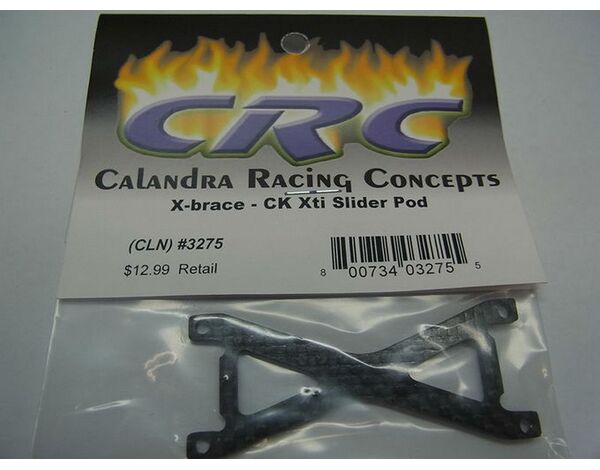 CRC
Calandra Racing Concepts
X-brace - CK Xti Slider Pod
(CLN) #3275
$12.99 Retail
8 00734 03275 5